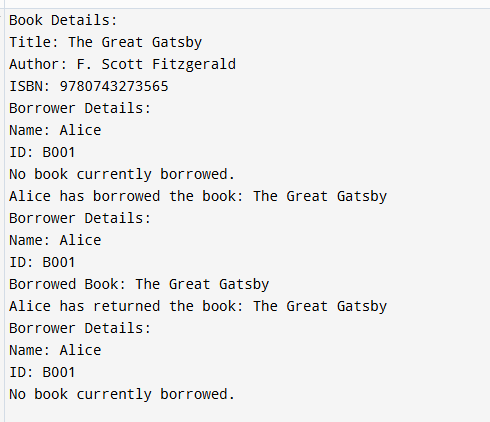 Book Details:
Title: The Great Gatsby
Author: F. Scott Fitzgerald
ISBN: 9780743273565
Borrower Details:
Name: Alice
ID: B001
No book currently borrowed.
Alice has borrowed the book: The Great Gatsby
Borrower Details:
Name: Alice
ID: B001
Borrowed Book: The Great Gatsby
Alice has returned the book: The Great Gatsby
Borrower Details:
Name: Alice
ID: B001
No book currently borrowed.